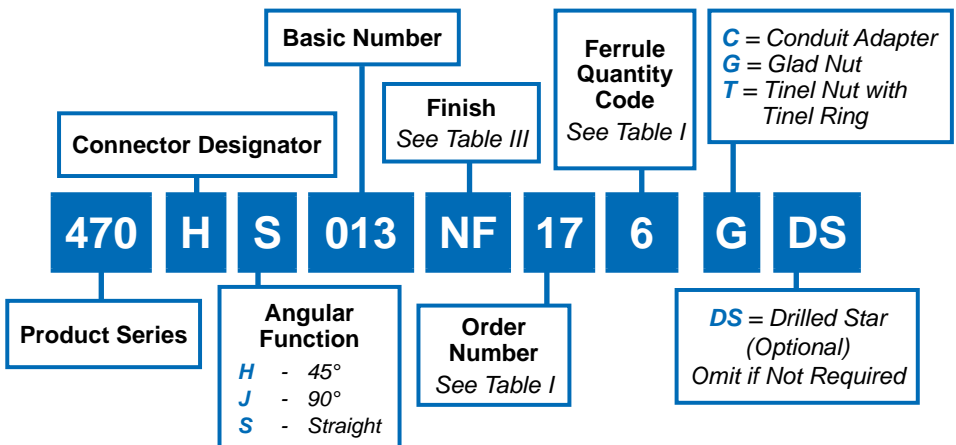 Basic Number
Ferrule
Quantity
Code
See Table I
C = Conduit Adapter
G = Glad Nut
T = Tinel Nut with
Tinel Ring
Finish
See Table III
Connector Designator
470 H S 013 NF 17 6 G DS
Product Series
Angular
Function
H - 45°
J - 90°
S - Straight
Order
Number
See Table I
DS = Drilled Star
(Optional)
Omit if Not Required